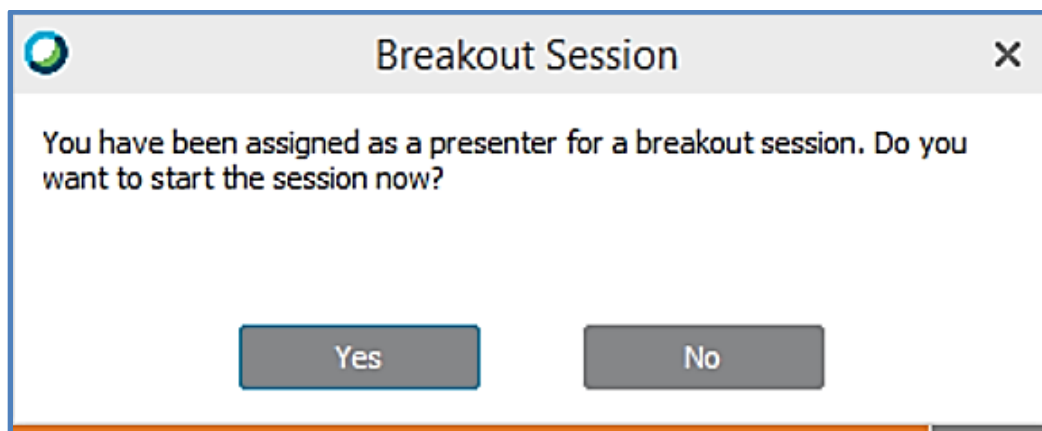 Breakout Session
You have been assigned as a presenter for a breakout session. Do you
want to start the session now?
Yes
No